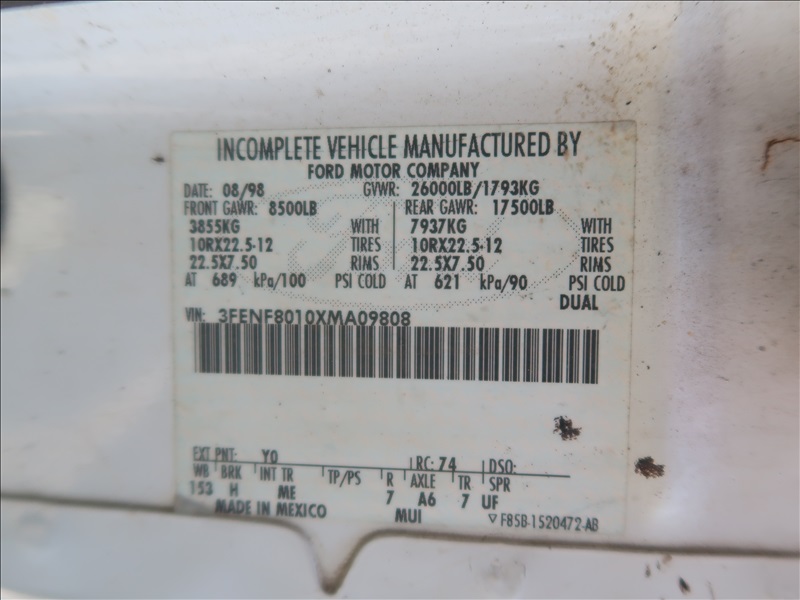 INCOMPLETE VEHICLE MANUFACTURED BY
FORD MOTOR COMPANY
DATE: 08/98 GVWR: 26000LB/1793KG
FRONT GAWR: 8500LB REAR GAWR: 17500LB
3855KG WITH 7937KG WITH
10RX22.5-12 TIRES 10RX22.5-12 TIRES
22.5X7.50 RIMS 22.5X7.50 RIMS
AT 689 kPa/100 PSI COLD AT 621 kPa/90 PSI COLD
DUAL
VIN: 3FENF8010XMA09808
EXT PNT: YO RC: 74 DSO:
WB BRK INT TR TP/PS R AXLE TR SPR
153 H ME 7 A6 7 UF
MADE IN MEXICO MUI ▽ F85B-1520472-AB